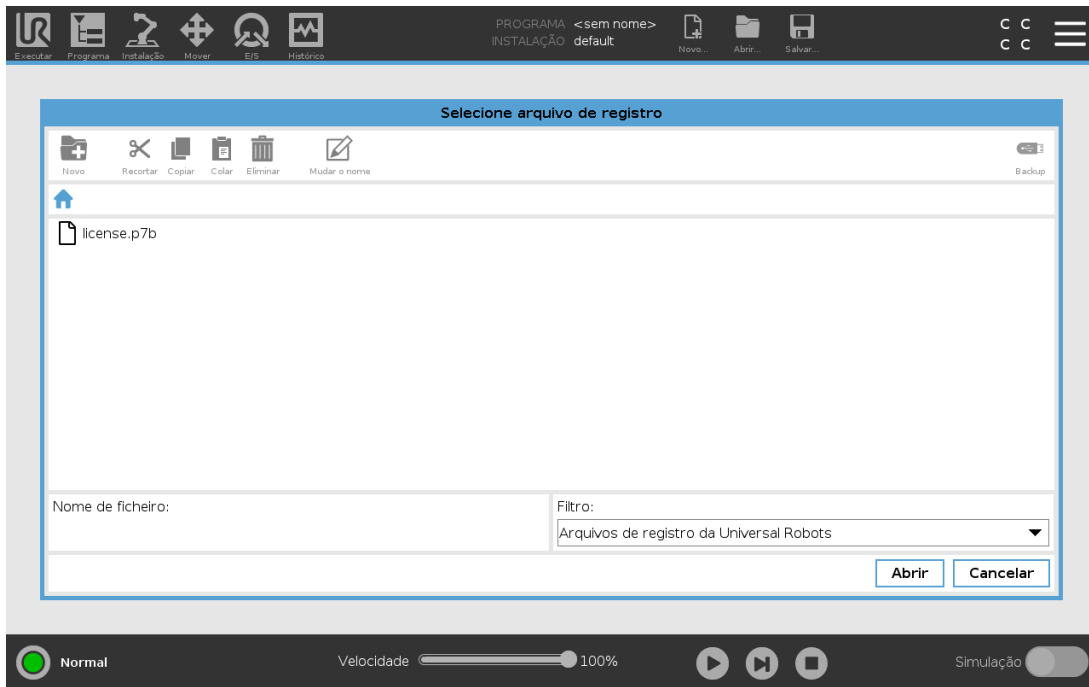 PROGRAMA <sem nome>
INSTALAÇÃO default
Executar Programa Instalação Mover E/S Histórico Novo... Abrir... Salvar...
C C
C C
Selecione arquivo de registro
Novo Recortar Copiar Colar Eliminar Mudar o nome Backup
license.p7b
Nome de ficheiro: Filtro:
Arquivos de registro da Universal Robots
Abrir Cancelar
Normal Velocidade 100% Simulação